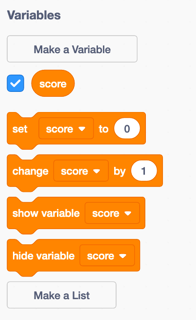 Variables
Make a Variable
score
set score to 0
change score by 1
show variable score
hide variable score
Make a List